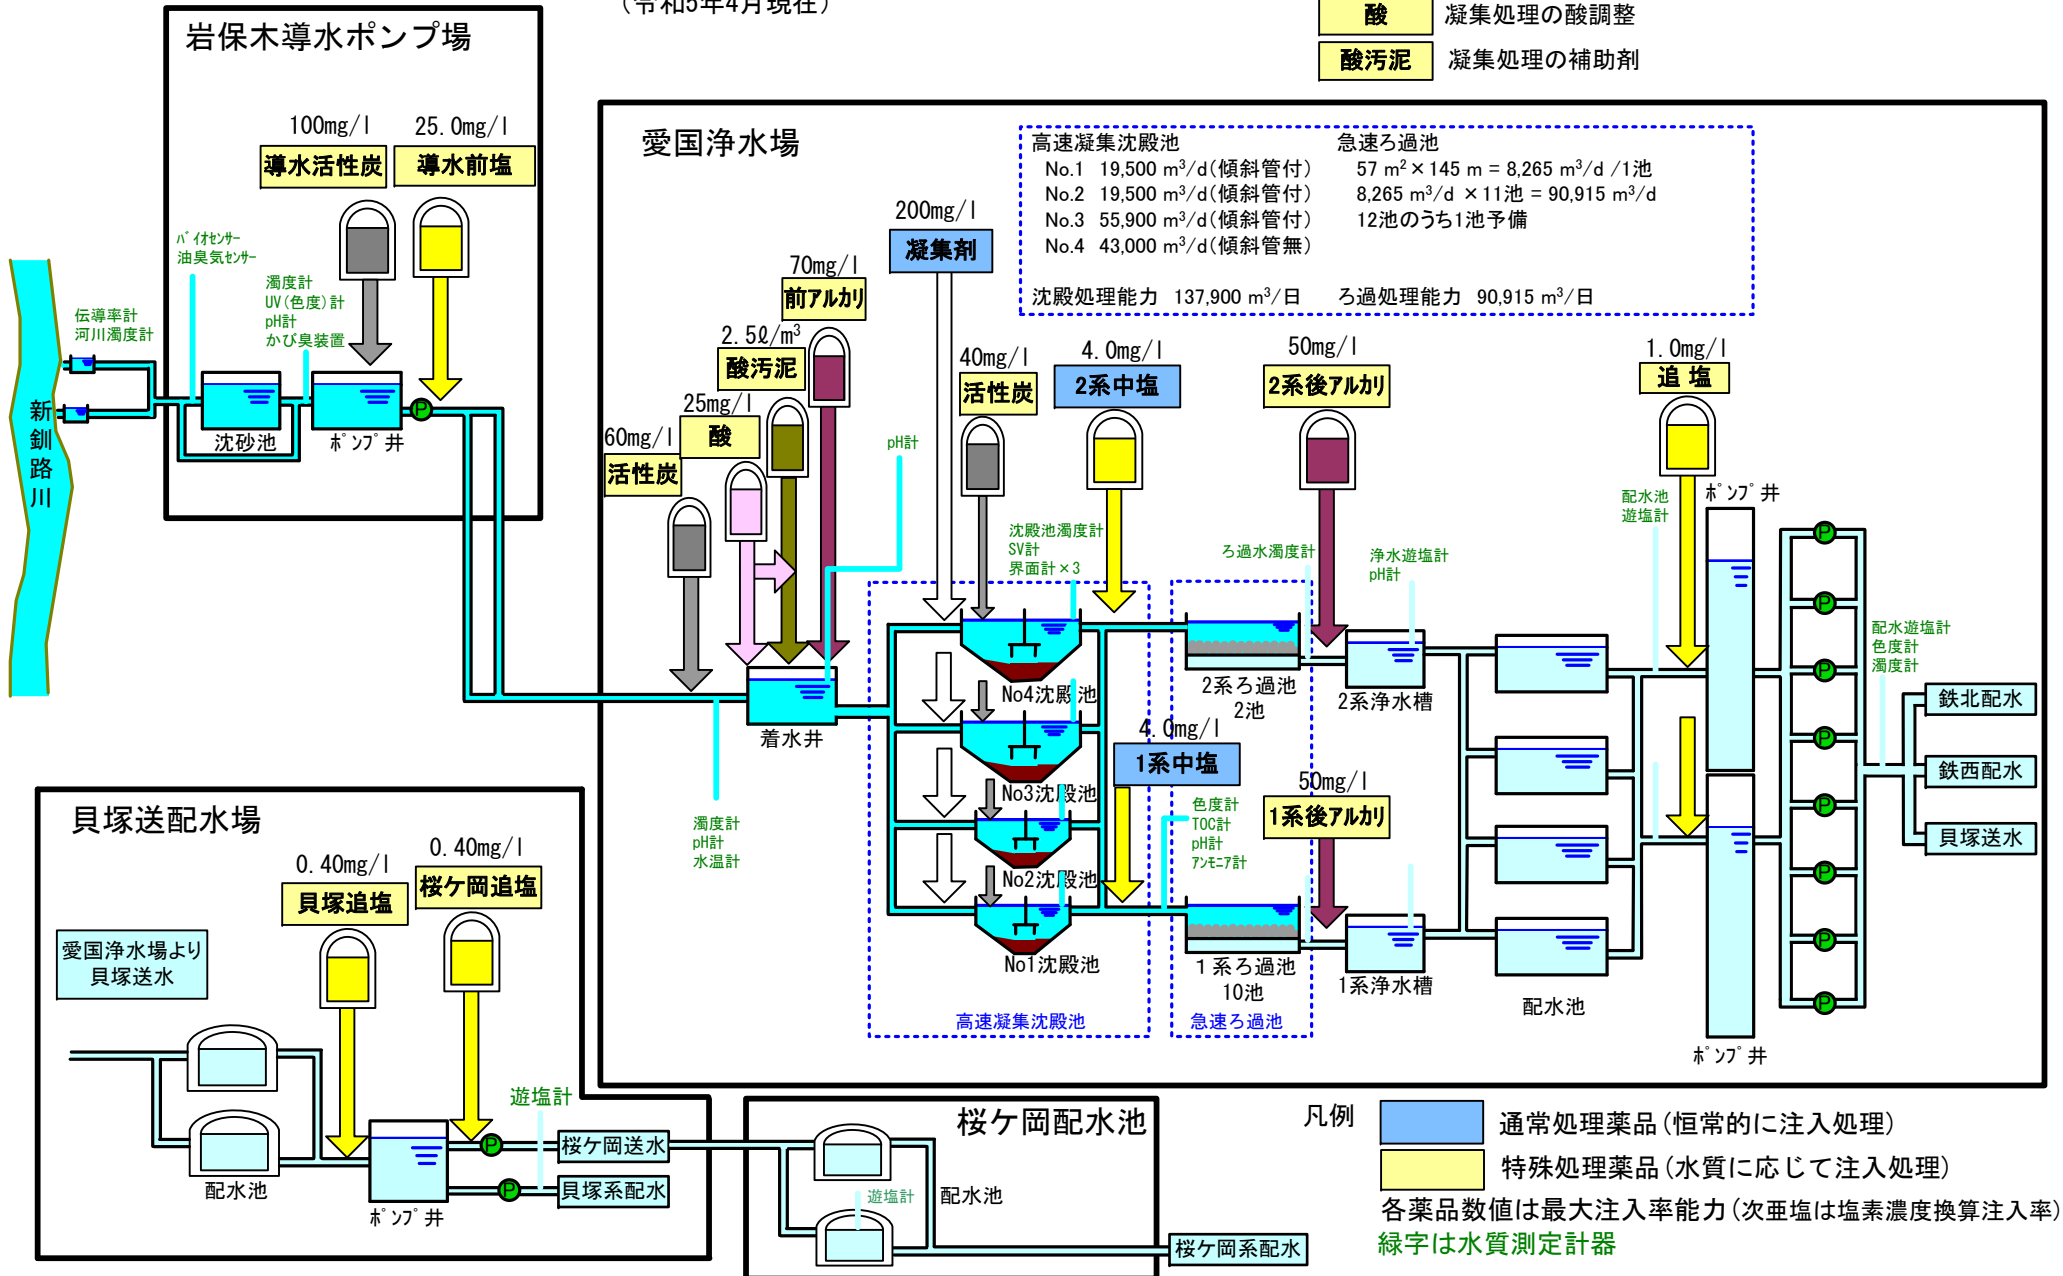 (令和5年4月現在)
酸 凝集処理の酸調整
酸汚泥 凝集処理の補助剤
岩保木導水ポンプ場
100mg/l
導水活性炭
25.0mg/l
導水前塩
バイオセンサー
油臭気センサー
濁度計
UV(色度)計
pH計
かび臭装置
伝導率計
河川濁度計
新釧路川
沈砂池
ポンプ井
P
愛国浄水場
高速凝集沈殿池
No.1 19,500 m³/d(傾斜管付)
No.2 19,500 m³/d(傾斜管付)
No.3 55,900 m³/d(傾斜管付)
No.4 43,000 m³/d(傾斜管無)
沈殿処理能力 137,900 m³/日
急速ろ過池
57 m²×145 m = 8,265 m³/d /1池
8,265 m³/d ×11池 = 90,915 m³/d
12池のうち1池予備
ろ過処理能力 90,915 m³/日
200mg/l
凝集剤
70mg/l
前アルカリ
2.5ℓ/m³
酸汚泥
25mg/l
酸
60mg/l
活性炭
40mg/l
活性炭
4.0mg/l
2系中塩
50mg/l
2系後アルカリ
1.0mg/l
追 塩
pH計
沈殿池濁度計
SV計
界面計×3
ろ過水濁度計
浄水遊塩計
pH計
配水池
遊塩計
ポンプ井
配水遊塩計
色度計
濁度計
着水井
濁度計
pH計
水温計
No4沈殿池
No3沈殿池
No2沈殿池
No1沈殿池
高速凝集沈殿池
2系ろ過池
2池
2系浄水槽
4.0mg/l
1系中塩
色度計
TOC計
pH計
アンモニア計
50mg/l
1系後アルカリ
1系ろ過池
10池
急速ろ過池
1系浄水槽
配水池
ポンプ井
P
P
P
P
P
P
P
P
鉄北配水
鉄西配水
貝塚送水
貝塚送配水場
0.40mg/l
貝塚追塩
0.40mg/l
桜ケ岡追塩
愛国浄水場より
貝塚送水
配水池
ポンプ井
P
P
遊塩計
桜ケ岡送水
貝塚系配水
桜ケ岡配水池
遊塩計
配水池
桜ケ岡系配水
凡例
通常処理薬品(恒常的に注入処理)
特殊処理薬品(水質に応じて注入処理)
各薬品数値は最大注入率能力(次亜塩は塩素濃度換算注入率)
緑字は水質測定計器